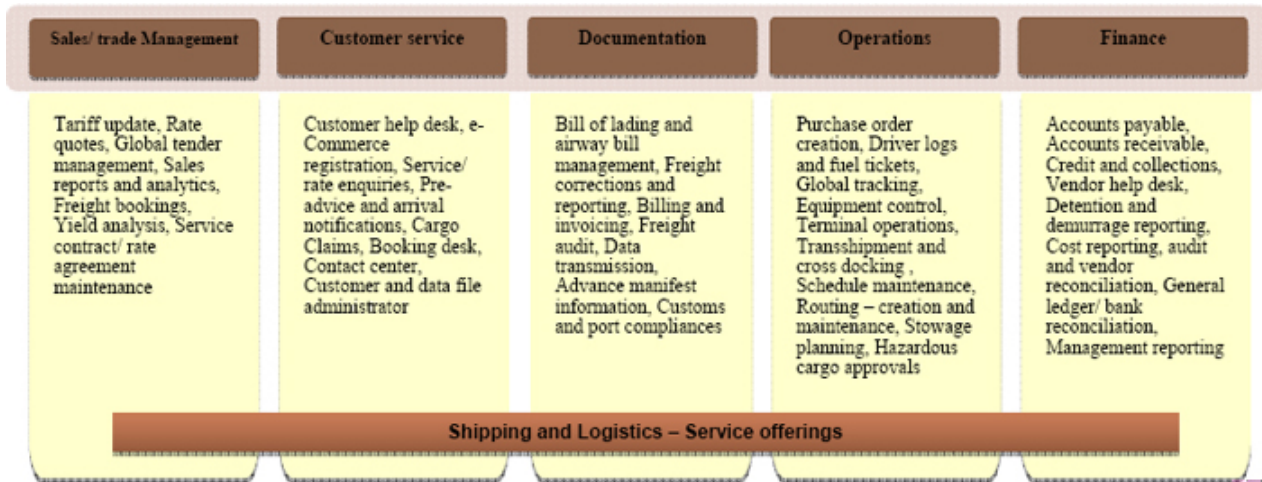 Sales/ trade Management
Customer service
Documentation
Operations
Finance
Tariff update, Rate
quotes, Global tender
management, Sales
reports and analytics,
Freight bookings,
Yield analysis, Service
contract/ rate
agreement
maintenance
Customer help desk, e-
Commerce
registration, Service/
rate enquiries, Pre-
advice and arrival
notifications, Cargo
Claims, Booking desk,
Contact center,
Customer and data file
administrator
Bill of lading and
airway bill
management, Freight
corrections and
reporting, Billing and
invoicing, Freight
audit, Data
transmission,
Advance manifest
information, Customs
and port compliances
Purchase order
creation, Driver logs
and fuel tickets,
Global tracking,
Equipment control,
Terminal operations,
Transshipment and
cross docking ,
Schedule maintenance,
Routing – creation and
maintenance, Stowage
planning, Hazardous
cargo approvals
Accounts payable,
Accounts receivable,
Credit and collections,
Vendor help desk,
Detention and
demurrage reporting,
Cost reporting, audit
and vendor
reconciliation, General
ledger/ bank
reconciliation,
Management reporting
Shipping and Logistics – Service offerings